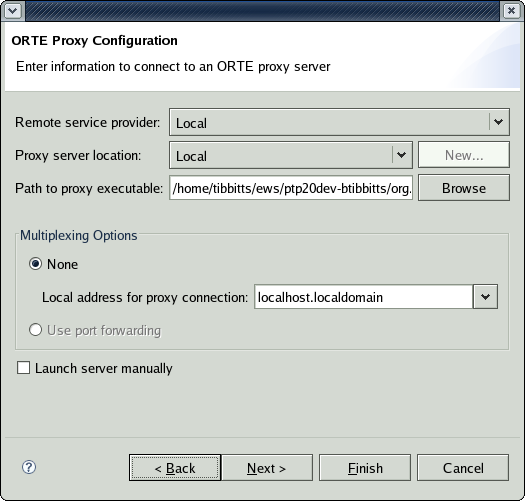 ORTE Proxy Configuration
Enter information to connect to an ORTE proxy server
Remote service provider: Local
Proxy server location: Local New...
Path to proxy executable: /home/tibbitts/ews/ptp20dev-btibbitts/org. Browse
Multiplexing Options
None
Local address for proxy connection: localhost.localdomain
Use port forwarding
Launch server manually
? < Back Next > Finish Cancel